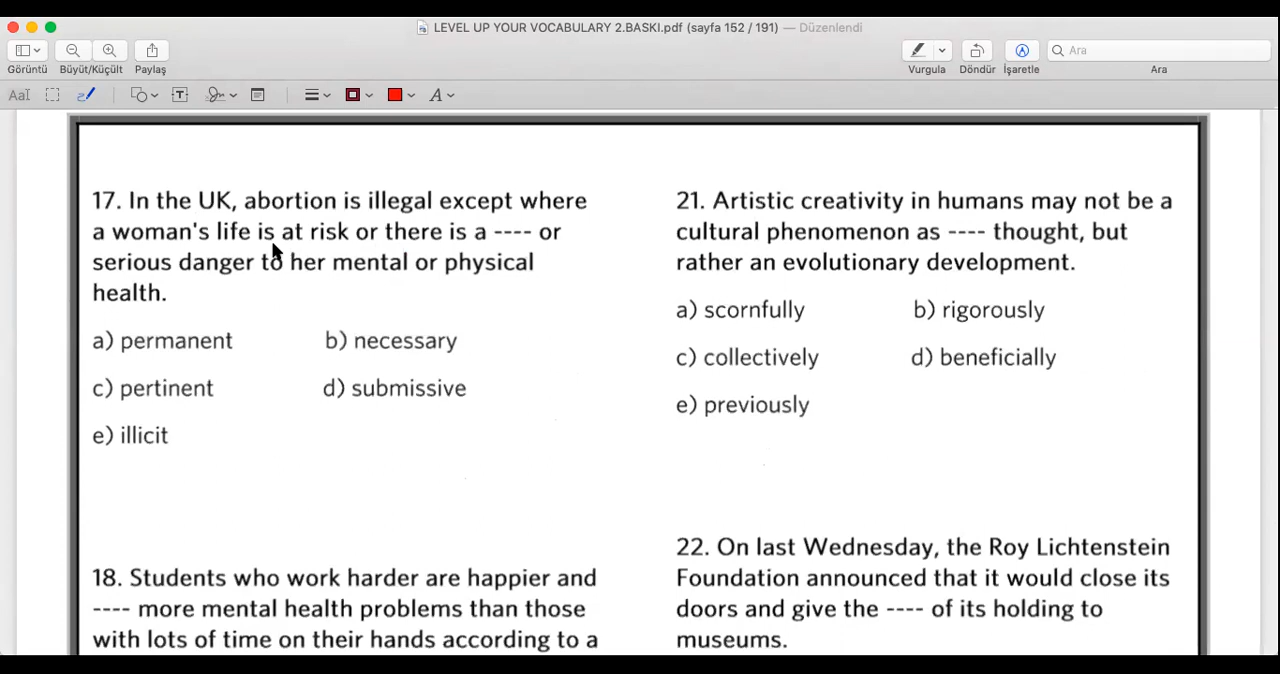 LEVEL UP YOUR VOCABULARY 2.BASKI.pdf (sayfa 152 / 191) — Düzenlendi
Ara
Görüntü Büyüt/Küçült Paylaş Vurgula Döndür İşaretle Ara
AaI T A
17. In the UK, abortion is illegal except where
a woman's life is at risk or there is a ---- or
serious danger to her mental or physical
health.
a) permanent b) necessary
c) pertinent d) submissive
e) illicit
18. Students who work harder are happier and
---- more mental health problems than those
with lots of time on their hands according to a
21. Artistic creativity in humans may not be a
cultural phenomenon as ---- thought, but
rather an evolutionary development.
a) scornfully b) rigorously
c) collectively d) beneficially
e) previously
22. On last Wednesday, the Roy Lichtenstein
Foundation announced that it would close its
doors and give the ---- of its holding to
museums.